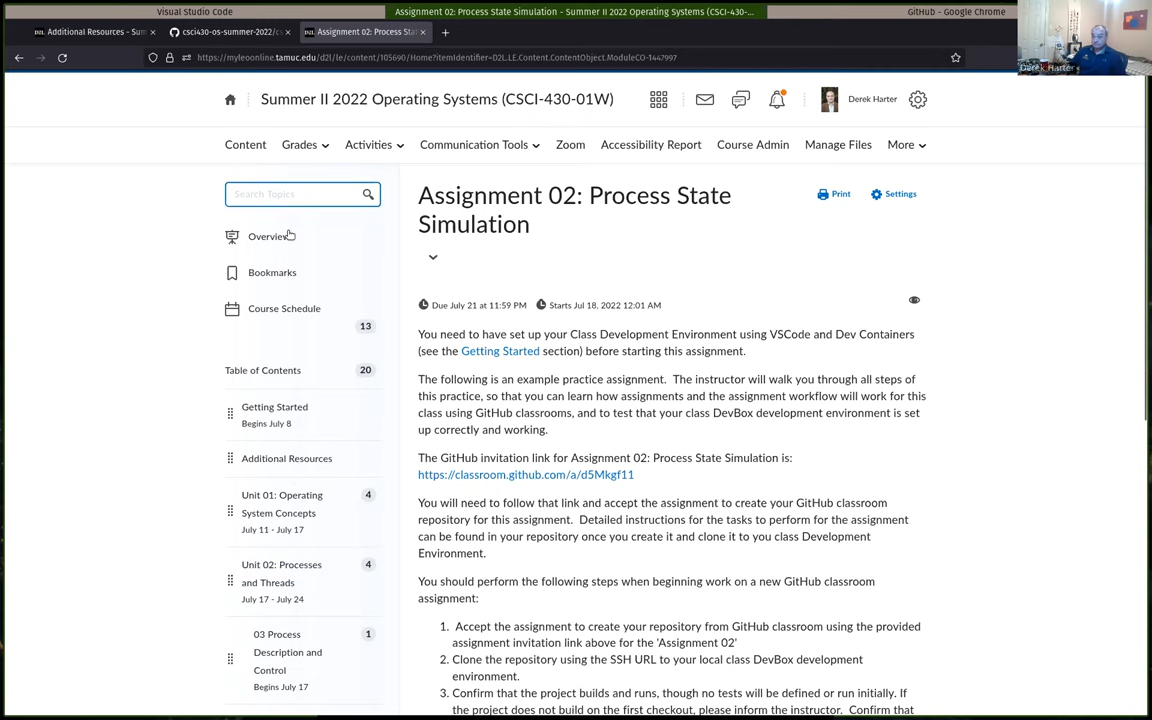 Visual Studio Code
Assignment 02: Process State Simulation - Summer II 2022 Operating Systems (CSCI-430-...
GitHub - Google Chrome
Additional Resources - Sum
csci430-os-summer-2022/cs
Assignment 02: Process Sta
https://myleoonline.tamuc.edu/d2l/le/content/105690/Home?itemIdentifier=D2L.LE.Content.ContentObject.ModuleCO-1447997
Derek Harter
Summer II 2022 Operating Systems (CSCI-430-01W)
Derek Harter
Content
Grades
Activities
Communication Tools
Zoom
Accessibility Report
Course Admin
Manage Files
More
Search Topics
Overview
Bookmarks
Course Schedule
13
Table of Contents
20
Getting Started
Begins July 8
Additional Resources
Unit 01: Operating
System Concepts
4
July 11 - July 17
Unit 02: Processes
and Threads
4
July 17 - July 24
03 Process
Description and
Control
1
Begins July 17
Assignment 02: Process State
Simulation
Print
Settings
Due July 21 at 11:59 PM
Starts Jul 18, 2022 12:01 AM
You need to have set up your Class Development Environment using VSCode and Dev Containers
(see the Getting Started section) before starting this assignment.
The following is an example practice assignment. The instructor will walk you through all steps of
this practice, so that you can learn how assignments and the assignment workflow will work for this
class using GitHub classrooms, and to test that your class DevBox development environment is set
up correctly and working.
The GitHub invitation link for Assignment 02: Process State Simulation is:
https://classroom.github.com/a/d5Mkgf11
You will need to follow that link and accept the assignment to create your GitHub classroom
repository for this assignment. Detailed instructions for the tasks to perform for the assignment
can be found in your repository once you create it and clone it to you class Development
Environment.
You should perform the following steps when beginning work on a new GitHub classroom
assignment:
1. Accept the assignment to create your repository from GitHub classroom using the provided
assignment invitation link above for the 'Assignment 02'
2. Clone the repository using the SSH URL to your local class DevBox development
environment.
3. Confirm that the project builds and runs, though no tests will be defined or run initially. If
the project does not build on the first checkout, please inform the instructor. Confirm that